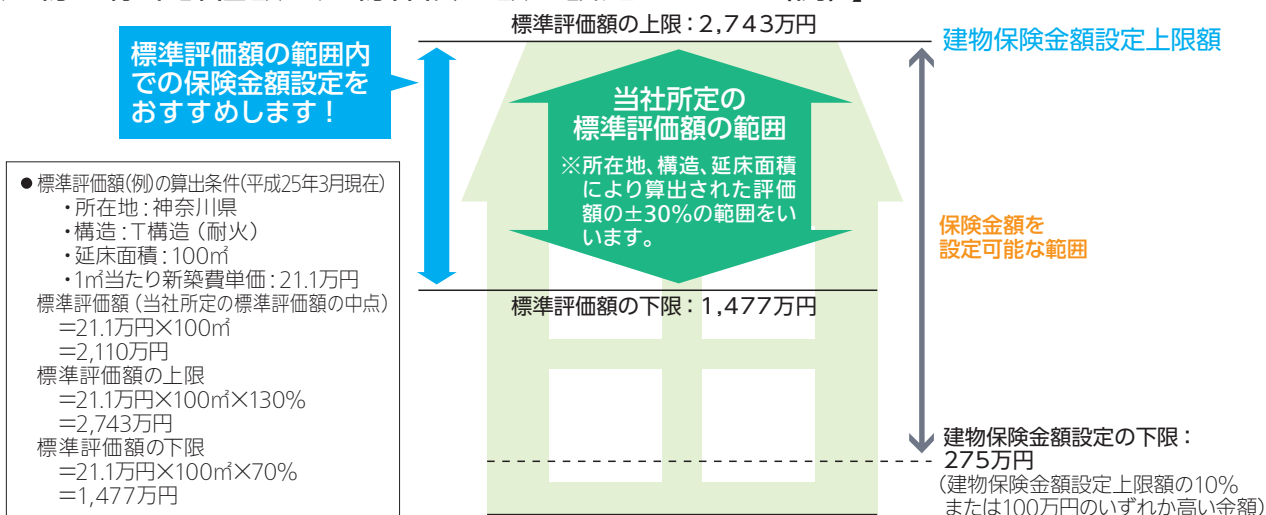 標準評価額の上限：2,743万円
建物保険金額設定上限額
標準評価額の範囲内
での保険金額設定を
おすすめします！
当社所定の
標準評価額の範囲
※所在地、構造、延床面積
により算出された評価
額の±30％の範囲をい
います。
●標準評価額(例)の算出条件(平成25年3月現在)
・所在地：神奈川県
・構造：T構造（耐火）
・延床面積：100㎡
・1㎡当たり新築費単価：21.1万円
標準評価額（当社所定の標準評価額の中点）
＝21.1万円×100㎡
＝2,110万円
標準評価額の上限
＝21.1万円×100㎡×130％
＝2,743万円
標準評価額の下限
＝21.1万円×100㎡×70％
＝1,477万円
保険金額を
設定可能な範囲
標準評価額の下限：1,477万円
建物保険金額設定の下限：
275万円
（建物保険金額設定上限額の10％
または100万円のいずれか高い金額）